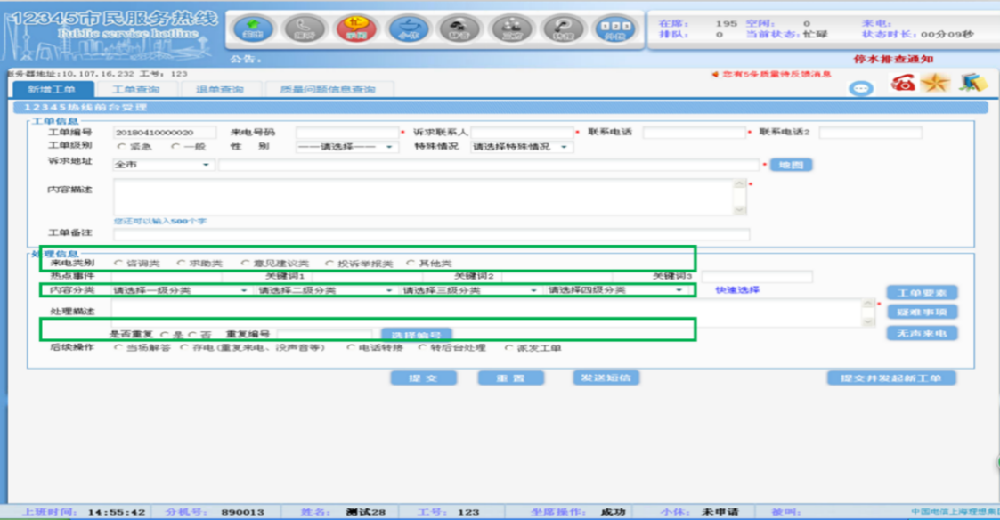 12345市民服务热线
Public service hotline
签出 忙 小休 转接 外拨
在席： 195 空闲： 0 来电：
排队： 0 当前状态：忙碌 状态时长：00分09秒
公告。
停水排查通知
服务器地址:10.107.16.232 工号: 123
您有5条质量待反馈消息
新增工单 工单查询 退单查询 质量问题信息查询
12345热线前台受理
工单信息
工单编号 20180410000020 来电号码 * 诉求联系人 * 联系电话 * 联系电话2
工单级别 紧急 一般 性 别 ——请选择—— 特殊情况 请选择特殊情况
诉求地址 全市 * 地图
内容描述 *
您还可以输入500个字
工单备注
处理信息
来电类别 咨询类 求助类 意见建议类 投诉举报类 其他类
热点事件 关键词1 关键词2 关键词3
内容分类 请选择一级分类 请选择二级分类 请选择三级分类 请选择四级分类 快速选择 工单要素
处理描述 * 疑难事项
是否重复 是 否 重复编号 选择编号 无声来电
后续操作 当场解答 存电(重复来电、没声音等) 电话转接 转后台处理 派发工单
提 交 重 置 发送短信 提交并发起新工单
上班时间: 14:55:42 分机号: 890013 姓名: 测试28 工号: 123 坐席操作: 成功 小休: 未申请 被叫: 中国电信上海理想集